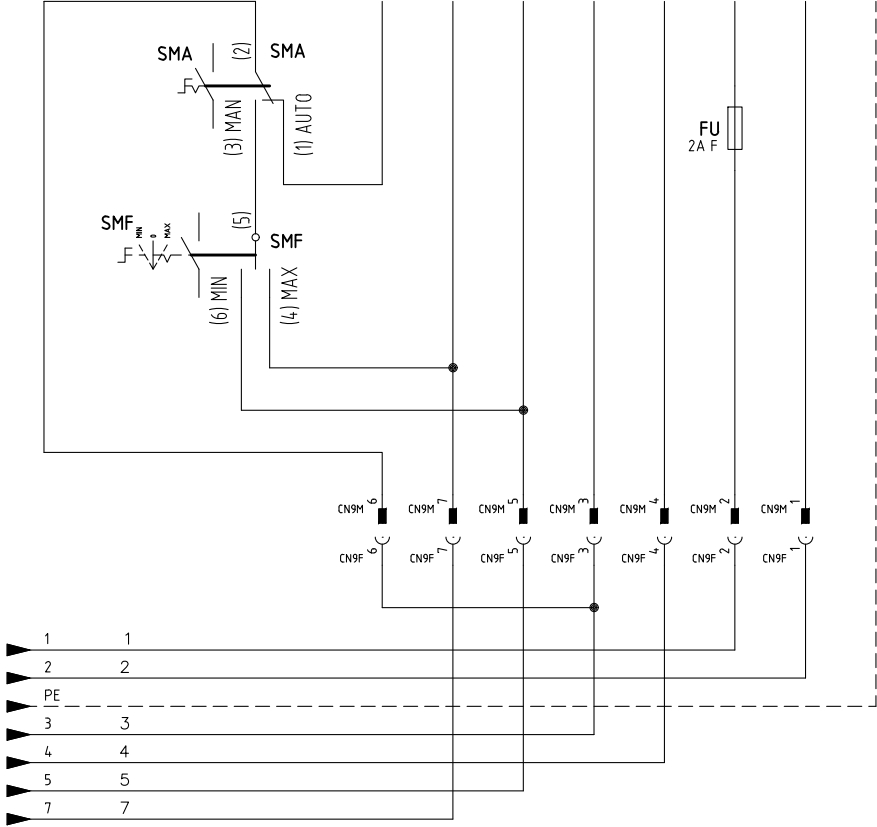 SMA
(2)
SMA
(3) MAN
(1) AUTO
FU
2A F
SMF
MIN
0
MAX
(5)
SMF
(6) MIN
(4) MAX
CN9M 6
CN9M 7
CN9M 5
CN9M 3
CN9M 4
CN9M 2
CN9M 1
CN9F 6
CN9F 7
CN9F 5
CN9F 3
CN9F 4
CN9F 2
CN9F 1
1 1
2 2
PE
3 3
4 4
5 5
7 7